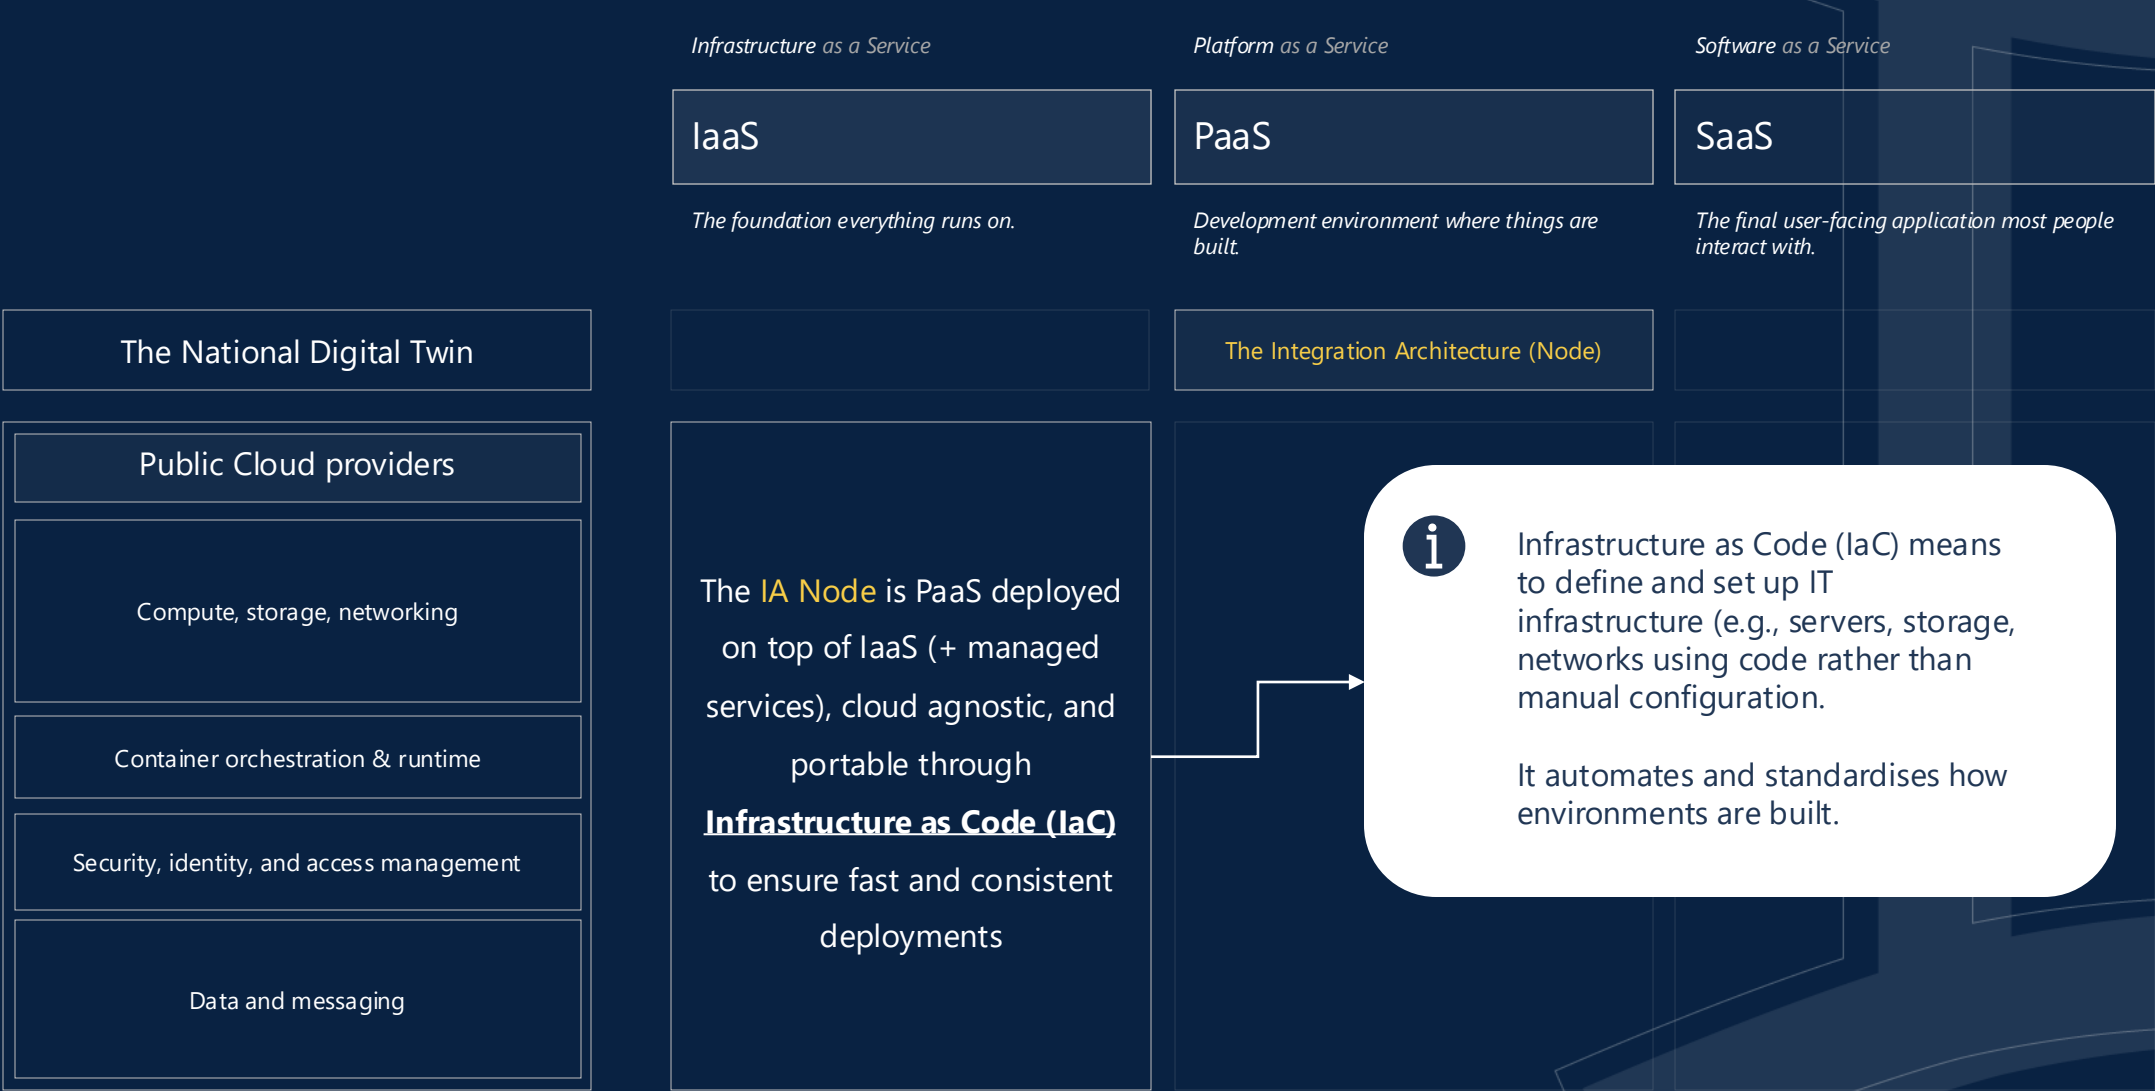 Infrastructure as a Service
Platform as a Service
Software as a Service
IaaS
PaaS
SaaS
The foundation everything runs on.
Development environment where things are
built.
The final user-facing application most people
interact with.
The National Digital Twin
The Integration Architecture (Node)
Public Cloud providers
Compute, storage, networking
Container orchestration & runtime
Security, identity, and access management
Data and messaging
The IA Node is PaaS deployed
on top of IaaS (+ managed
services), cloud agnostic, and
portable through
Infrastructure as Code (IaC)
to ensure fast and consistent
deployments
i
Infrastructure as Code (IaC) means
to define and set up IT
infrastructure (e.g., servers, storage,
networks using code rather than
manual configuration.
It automates and standardises how
environments are built.